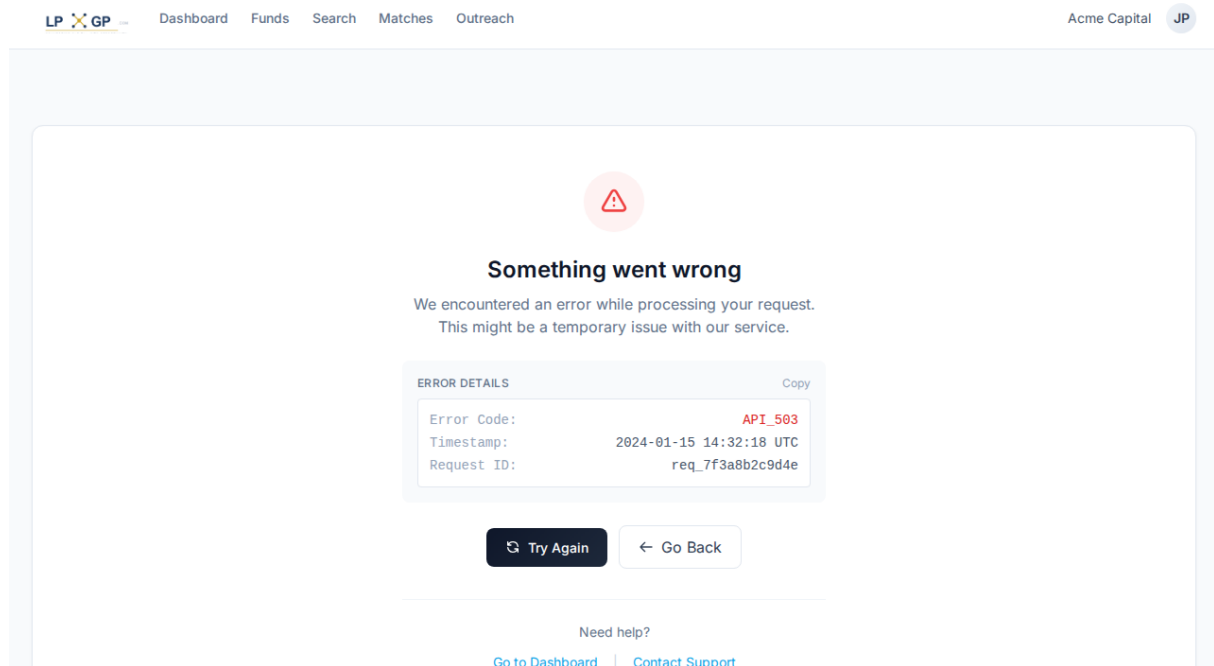 LP GP Dashboard Funds Search Matches Outreach Acme Capital JP
Something went wrong
We encountered an error while processing your request.
This might be a temporary issue with our service.
ERROR DETAILS Copy
Error Code: API_503
Timestamp: 2024-01-15 14:32:18 UTC
Request ID: req_7f3a8b2c9d4e
Try Again Go Back
Need help?
Go to Dashboard Contact Support